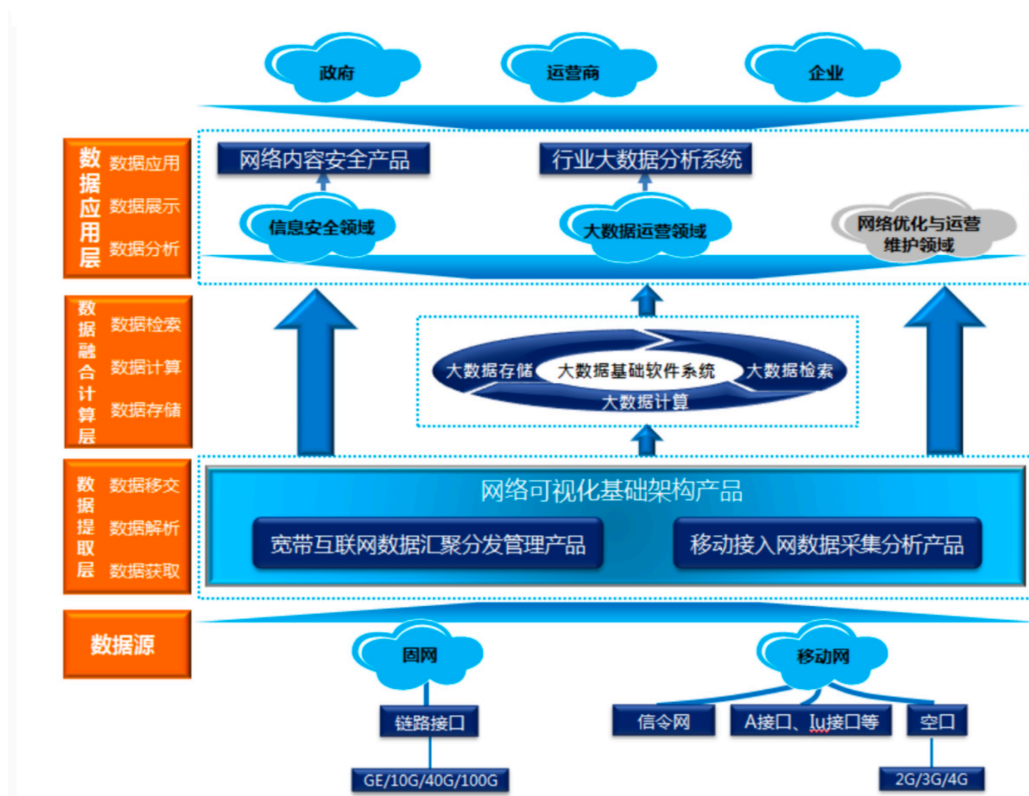 政府
运营商
企业
数据应用层
数据应用
数据展示
数据分析
网络内容安全产品
行业大数据分析系统
信息安全领域
大数据运营领域
网络优化与运营
维护领域
数据融合计算层
数据检索
数据计算
数据存储
大数据存储
大数据基础软件系统
大数据检索
大数据计算
数据提取层
数据移交
数据解析
数据获取
网络可视化基础架构产品
宽带互联网数据汇聚分发管理产品
移动接入网数据采集分析产品
数据源
固网
移动网
链路接口
信令网
A接口、Iu接口等
空口
GE/10G/40G/100G
2G/3G/4G